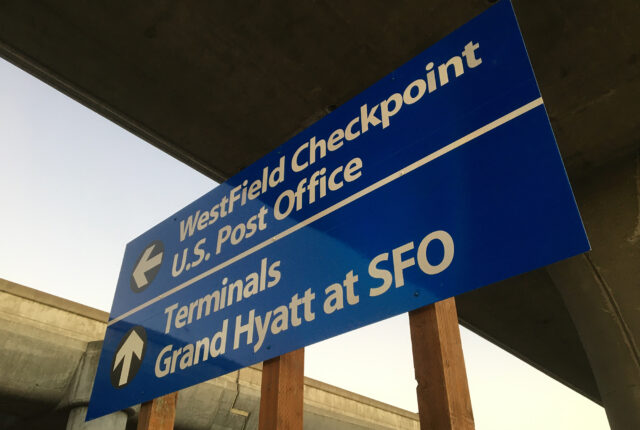 WestField Checkpoint
U.S. Post Office
Terminals
Grand Hyatt at SFO